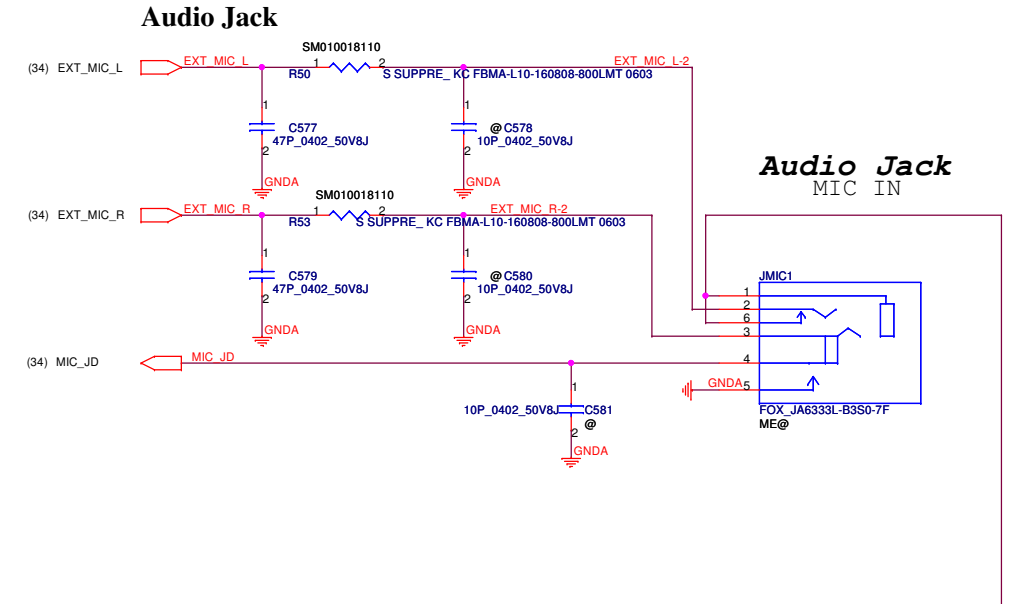 Audio Jack
SM010018110
(34) EXT_MIC_L
EXT_MIC_L
1
2
EXT_MIC_L-2
R50
S SUPPRE_ KC FBMA-L10-160808-800LMT 0603
1
1
C577
@ C578
47P_0402_50V8J
10P_0402_50V8J
2
2
GNDA
GNDA
Audio Jack
MIC IN
SM010018110
(34) EXT_MIC_R
EXT_MIC_R
1
2
EXT_MIC_R-2
R53
S SUPPRE_ KC FBMA-L10-160808-800LMT 0603
1
1
C579
@ C580
47P_0402_50V8J
10P_0402_50V8J
2
2
GNDA
GNDA
JMIC1
1
2
6
3
4
GNDA 5
FOX_JA6333L-B3S0-7F
ME@
(34) MIC_JD
MIC_JD
1
10P_0402_50V8J
C581
@
2
GNDA